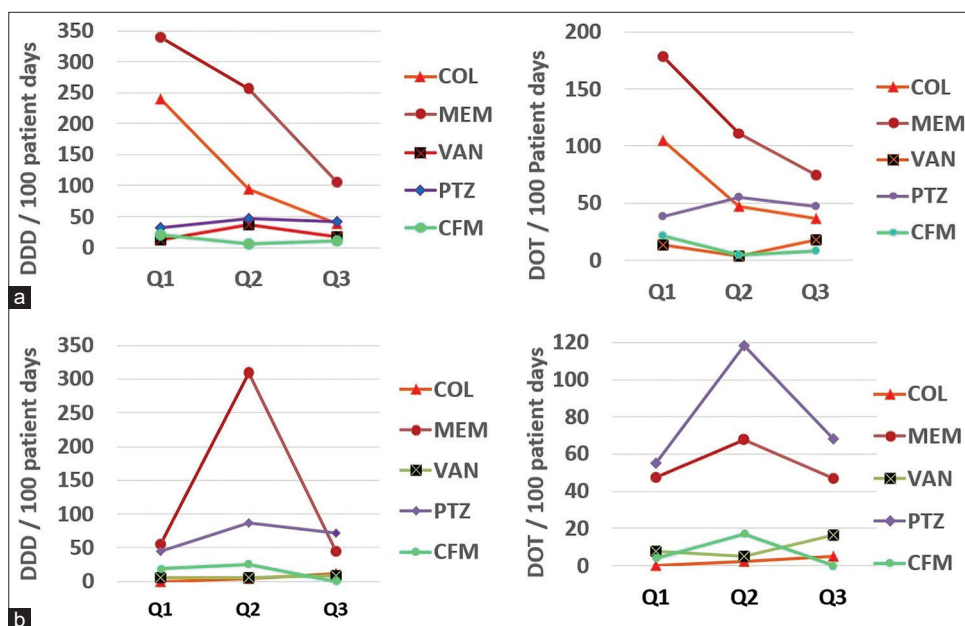 DDD / 100 patient days
350
300
250
200
150
100
50
0
Q1
Q2
Q3
COL
MEM
VAN
PTZ
CFM
DOT / 100 Patient days
200
150
100
50
0
Q1
Q2
Q3
COL
MEM
VAN
PTZ
CFM
a
DDD / 100 patient days
350
300
250
200
150
100
50
0
Q1
Q2
Q3
COL
MEM
VAN
PTZ
CFM
DOT / 100 patient days
120
100
80
60
40
20
0
Q1
Q2
Q3
COL
MEM
VAN
PTZ
CFM
b